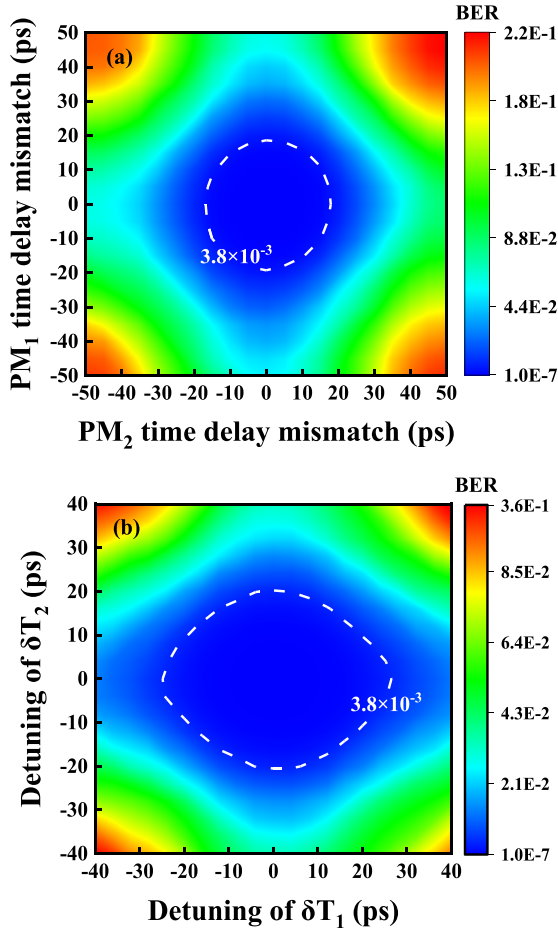 BER
(a)
50
40
30
20
10
0
-10
-20
-30
-40
-50
PM₁ time delay mismatch (ps)
3.8×10⁻³
-50 -40 -30 -20 -10 0 10 20 30 40 50
PM₂ time delay mismatch (ps)
2.2E-1
1.8E-1
1.3E-1
8.8E-2
4.4E-2
1.0E-7
BER
(b)
40
30
20
10
0
-10
-20
-30
-40
Detuning of δT₂ (ps)
3.8×10⁻³
-40 -30 -20 -10 0 10 20 30 40
Detuning of δT₁ (ps)
3.6E-1
8.5E-2
6.4E-2
4.3E-2
2.1E-2
1.0E-7